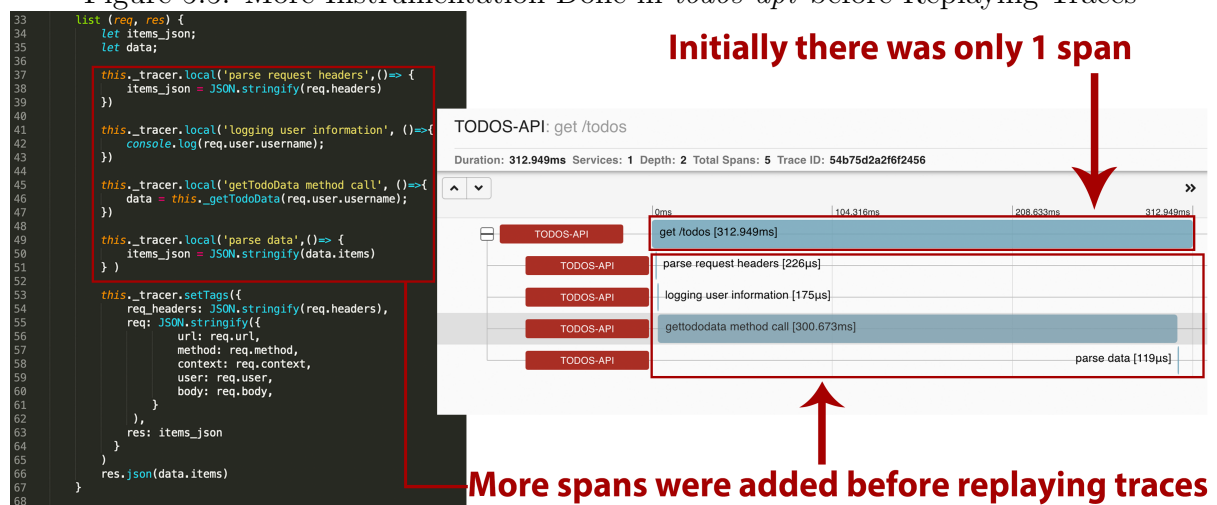 Figure 5.5: More Instrumentation Done in todos-api before Replaying Traces
33 list (req, res) {
34 let items_json;
35 let data;
36
37 this._tracer.local('parse request headers',()=> {
38 items_json = JSON.stringify(req.headers)
39 })
40
41 this._tracer.local('logging user information', ()=>{
42 console.log(req.user.username);
43 })
44
45 this._tracer.local('getTodoData method call', ()=>{
46 data = this._getTodoData(req.user.username);
47 })
48
49 this._tracer.local('parse data',()=> {
50 items_json = JSON.stringify(data.items)
51 } )
52
53 this._tracer.setTags({
54 req_headers: JSON.stringify(req.headers),
55 req: JSON.stringify({
56 url: req.url,
57 method: req.method,
58 context: req.context,
59 user: req.user,
60 body: req.body,
61 }
62 ),
63 res: items_json
64 }
65 )
66 res.json(data.items)
67 }
68
Initially there was only 1 span
TODOS-API: get /todos
Duration: 312.949ms Services: 1 Depth: 2 Total Spans: 5 Trace ID: 54b75d2a2f6f2456
0ms 104.316ms 208.633ms 312.949ms
TODOS-API get /todos [312.949ms]
TODOS-API parse request headers [226µs]
TODOS-API logging user information [175µs]
TODOS-API gettododata method call [300.673ms]
TODOS-API parse data [119µs]
More spans were added before replaying traces